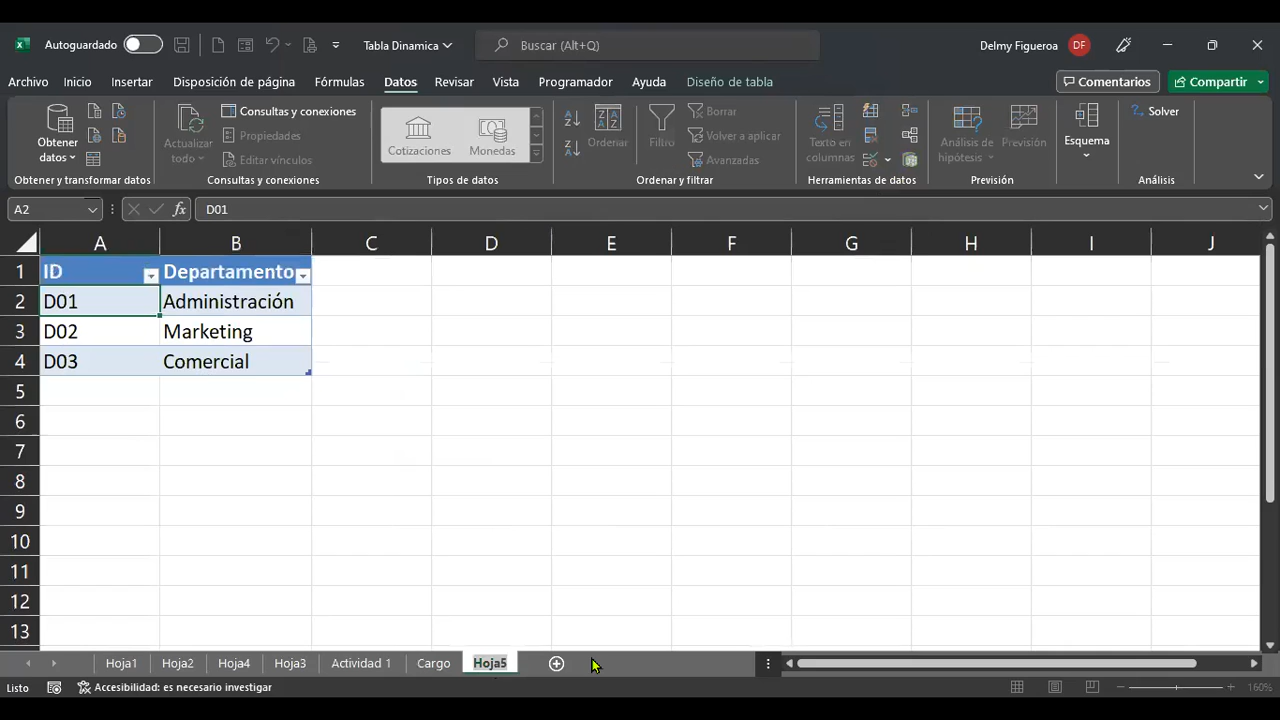 Autoguardado Tabla Dinamica Buscar (Alt+Q) Delmy Figueroa DF
Archivo Inicio Insertar Disposición de página Fórmulas Datos Revisar Vista Programador Ayuda Diseño de tabla Comentarios Compartir
Obtener datos
Consultas y conexiones
Propiedades
Editar vínculos
Actualizar todo
Cotizaciones Monedas
Ordenar
Filtro
Borrar
Volver a aplicar
Avanzadas
Texto en columnas
Análisis de hipótesis
Previsión
Esquema
Solver
Obtener y transformar datos Consultas y conexiones Tipos de datos Ordenar y filtrar Herramientas de datos Previsión Análisis
A2 fx D01
A B C D E F G H I J
1 ID Departamento
2 D01 Administración
3 D02 Marketing
4 D03 Comercial
5
6
7
8
9
10
11
12
13
Hoja1 Hoja2 Hoja4 Hoja3 Actividad 1 Cargo Hoja5
Listo Accesibilidad: es necesario investigar 160%